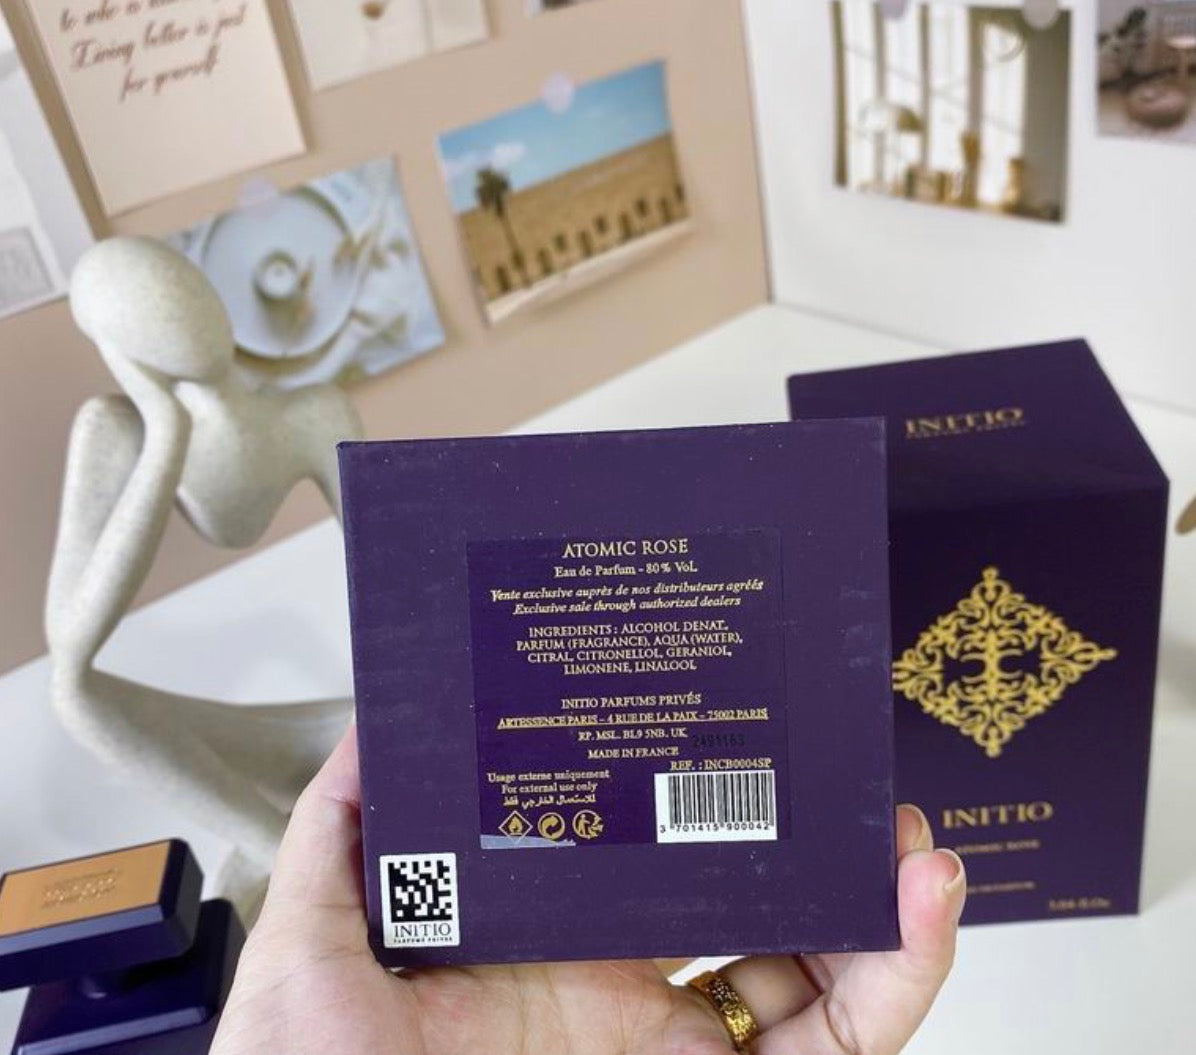 Living better is just
for yourself
INITIO
PARFUMS PRIVÉS
ATOMIC ROSE
Eau de Parfum - 80% Vol.
Vente exclusive auprès de nos distributeurs agréés
Exclusive sale through authorized dealers
INGREDIENTS : ALCOHOL DENAT.,
PARFUM (FRAGRANCE), AQUA (WATER),
CITRAL, CITRONELLOL, GERANIOL,
LIMONENE, LINALOOL
INITIO PARFUMS PRIVÉS
ARTESSENCE PARIS - 4 RUE DE LA PAIX - 75002 PARIS
RP. MSL. BL9 5NB. UK
2491163
MADE IN FRANCE
REF. : INCB0004SP
Usage externe uniquement
For external use only
للاستعمال الخارجي فقط
3 701415 900042
INITIO
PARFUMS PRIVÉS
INITIO
ATOMIC ROSE